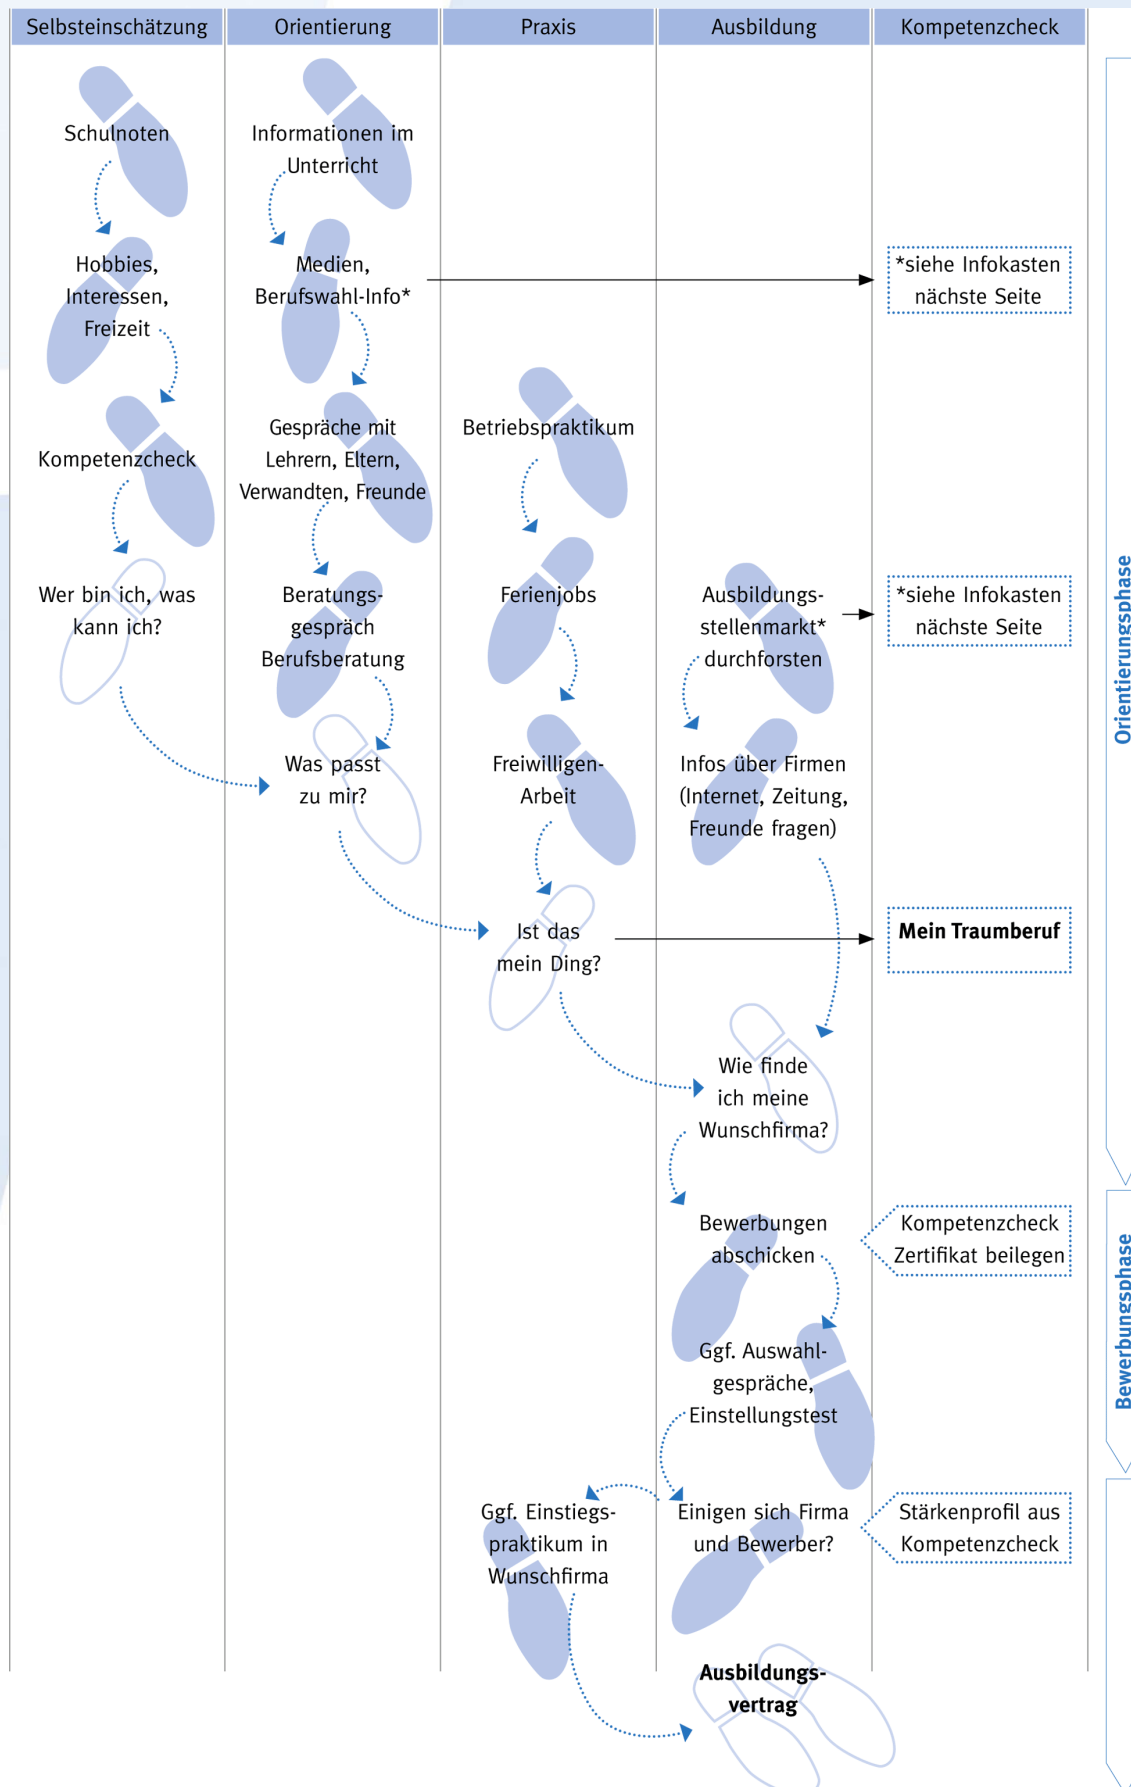 Selbsteinschätzung
Orientierung
Praxis
Ausbildung
Kompetenzcheck
Schulnoten
Hobbies,
Interessen,
Freizeit
Kompetenzcheck
Wer bin ich, was
kann ich?
Informationen im
Unterricht
Medien,
Berufswahl-Info*
Gespräche mit
Lehrern, Eltern,
Verwandten, Freunde
Beratungs-
gespräch
Berufsberatung
Was passt
zu mir?
Betriebspraktikum
Ferienjobs
Freiwilligen-
Arbeit
Ist das
mein Ding?
Ausbildungs-
stellenmarkt*
durchforsten
Infos über Firmen
(Internet, Zeitung,
Freunde fragen)
Wie finde
ich meine
Wunschfirma?
Bewerbungen
abschicken
Ggf. Auswahl-
gespräche,
Einstellungstest
Einigen sich Firma
und Bewerber?
Ggf. Einstiegs-
praktikum in
Wunschfirma
Ausbildungs-
vertrag
*siehe Infokasten
nächste Seite
*siehe Infokasten
nächste Seite
Mein Traumberuf
Kompetenzcheck
Zertifikat beilegen
Stärkenprofil aus
Kompetenzcheck
Orientierungsphase
Bewerbungsphase